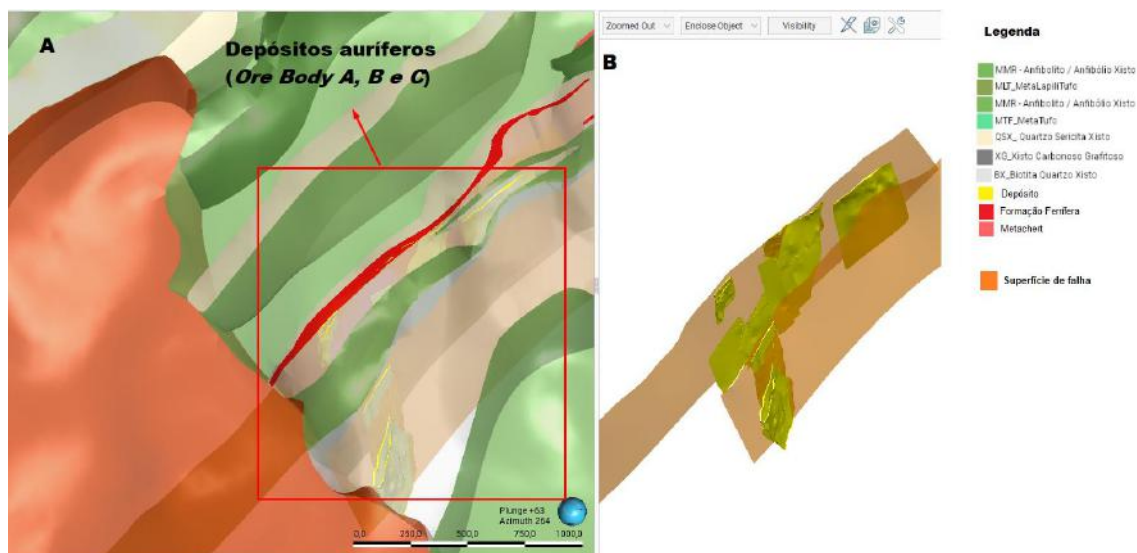 A
Depósitos auríferos
(Ore Body A, B e C)
Plunge +63
Azimuth 264
0,0 250,0 500,0 750,0 1000,0
Zoomed Out Enclose Object Visibility
B
Legenda
MMR - Anfibolito / Anfibólio Xisto
MLT_MetaLapiliTufo
MMR - Anfibolito / Anfibólio Xisto
MTF_MetaTufo
QSX_ Quartzo Sericita Xisto
XG_Xisto Carbonoso Grafitoso
BX_Biotita Quartzo Xisto
Depósito
Formação Ferrífera
Metachert
Superfície de falha